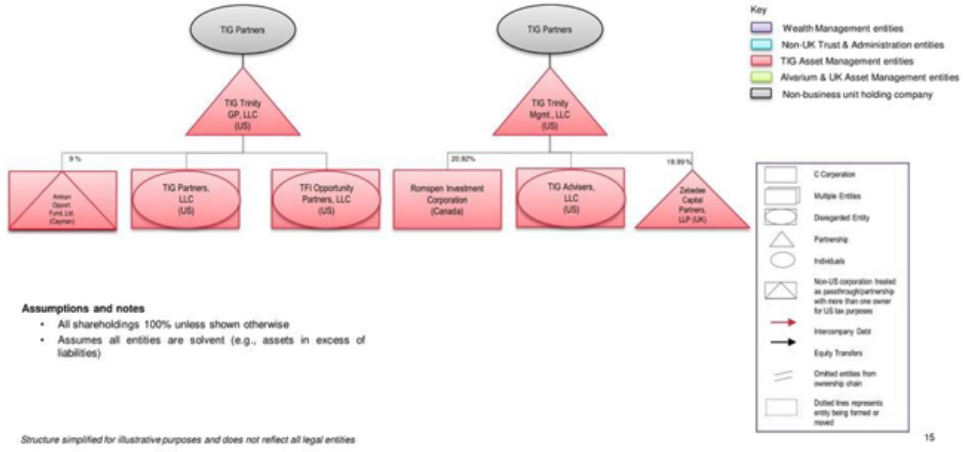 TIG Partners
TIG Partners
Key
Wealth Management entities
Non-UK Trust & Administration entities
TIG Asset Management entities
Alvarium & UK Asset Management entities
Non-business unit holding company
TIG Trinity
GP, LLC
(US)
TIG Trinity
Mgmt., LLC
(US)
9 %
20.92%
19.99%
Arkkan
Opport.
Fund, Ltd.
(Cayman)
TIG Partners,
LLC
(US)
TFI Opportunity
Partners, LLC
(US)
Romspen Investment
Corporation
(Canada)
TIG Advisers,
LLC
(US)
Zebedee
Capital
Partners,
LLP (UK)
C Corporation
Multiple Entities
Disregarded Entity
Partnership
Individuals
Non-US corporation treated
as passthrough/partnership
with more than one owner
for US tax purposes
Intercompany Debt
Equity Transfers
Omitted entities from
ownership chain
Dotted lines represents
entity being formed or
moved
Assumptions and notes
• All shareholdings 100% unless shown otherwise
• Assumes all entities are solvent (e.g., assets in excess of
liabilities)
Structure simplified for illustrative purposes and does not reflect all legal entities
15